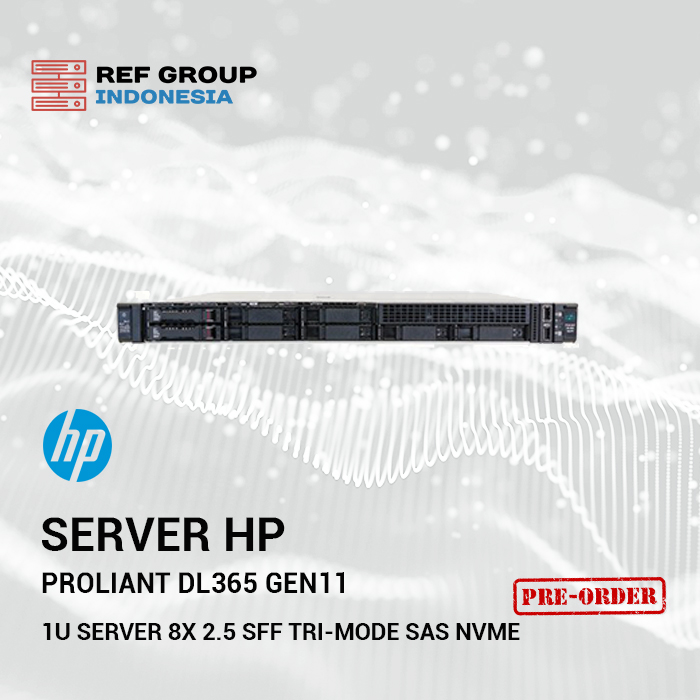 REF GROUP
INDONESIA
hp
SERVER HP
PROLIANT DL365 GEN11
PRE-ORDER
1U SERVER 8X 2.5 SFF TRI-MODE SAS NVME